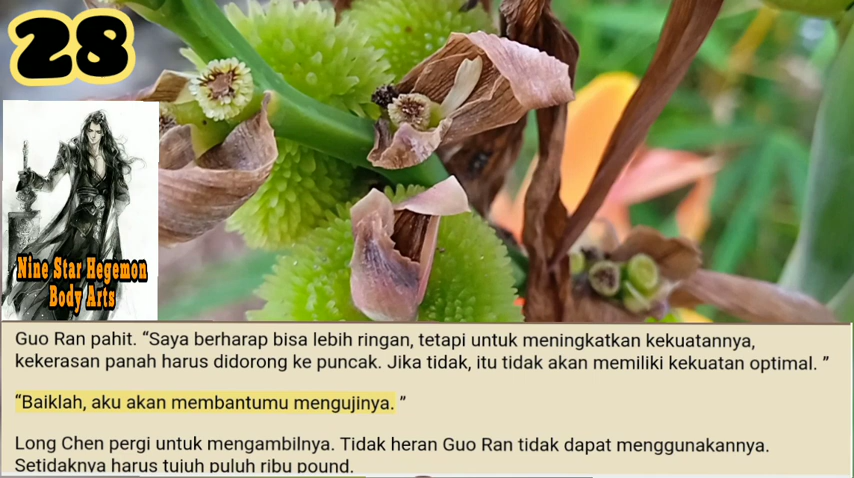 28
Nine Star Hegemon
Body Arts
Guo Ran pahit. “Saya berharap bisa lebih ringan, tetapi untuk meningkatkan kekuatannya,
kekerasan panah harus didorong ke puncak. Jika tidak, itu tidak akan memiliki kekuatan optimal. ”
“Baiklah, aku akan membantumu mengujinya. ”
Long Chen pergi untuk mengambilnya. Tidak heran Guo Ran tidak dapat menggunakannya.
Setidaknya harus tujuh puluh ribu pound.